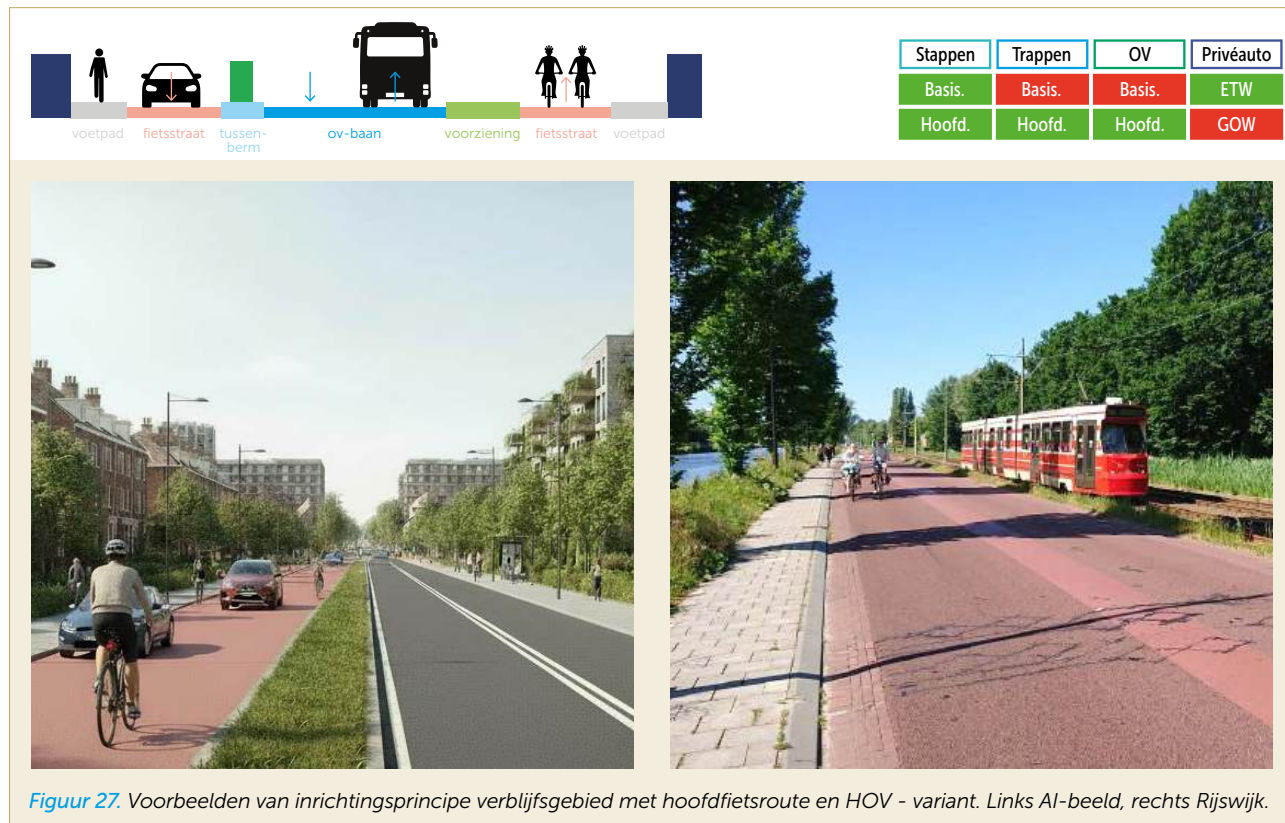 voetpad fietsstraat tussen-berm ov-baan voorziening fietsstraat voetpad
Stappen Trappen OV Privéauto
Basis. Basis. Basis. ETW
Hoofd. Hoofd. Hoofd. GOW
Figuur 27. Voorbeelden van inrichtingsprincipe verblijfsgebied met hoofdfietsroute en HOV - variant. Links AI-beeld, rechts Rijswijk.